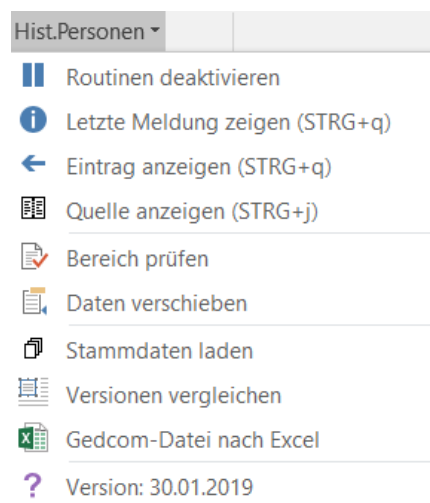 Hist.Personen
Routinen deaktivieren
Letzte Meldung zeigen (STRG+q)
Eintrag anzeigen (STRG+q)
Quelle anzeigen (STRG+j)
Bereich prüfen
Daten verschieben
Stammdaten laden
Versionen vergleichen
Gedcom-Datei nach Excel
Version: 30.01.2019